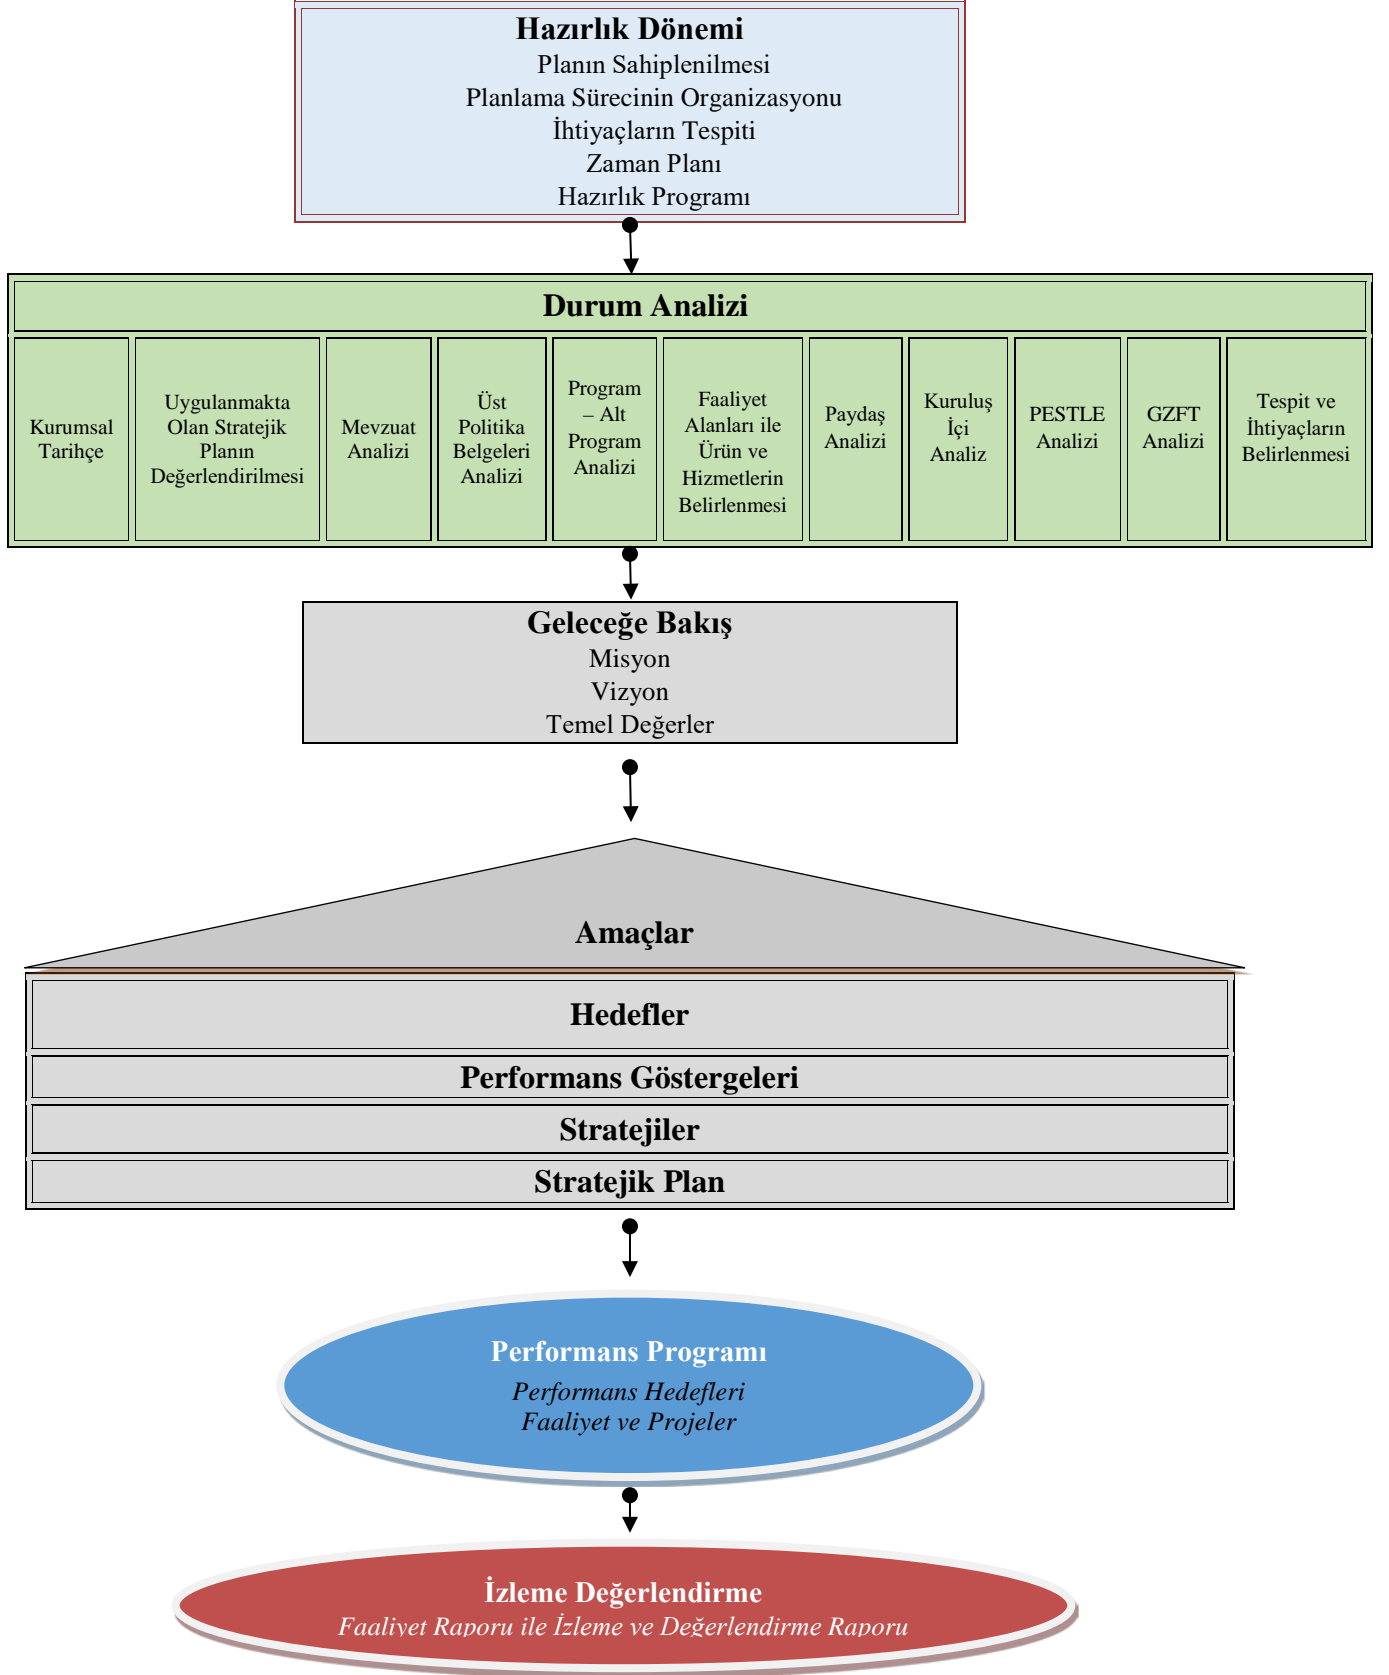 Hazırlık Dönemi
Planın Sahiplenilmesi
Planlama Sürecinin Organizasyonu
İhtiyaçların Tespiti
Zaman Planı
Hazırlık Programı
Durum Analizi
Kurumsal
Tarihçe
Uygulanmakta
Olan Stratejik
Planın
Değerlendirilmesi
Mevzuat
Analizi
Üst
Politika
Belgeleri
Analizi
Program
– Alt
Program
Analizi
Faaliyet
Alanları ile
Ürün ve
Hizmetlerin
Belirlenmesi
Paydaş
Analizi
Kuruluş
İçi
Analiz
PESTLE
Analizi
GZFT
Analizi
Tespit ve
İhtiyaçların
Belirlenmesi
Geleceğe Bakış
Misyon
Vizyon
Temel Değerler
Amaçlar
Hedefler
Performans Göstergeleri
Stratejiler
Stratejik Plan
Performans Programı
Performans Hedefleri
Faaliyet ve Projeler
İzleme Değerlendirme
Faaliyet Raporu ile İzleme ve Değerlendirme Raporu